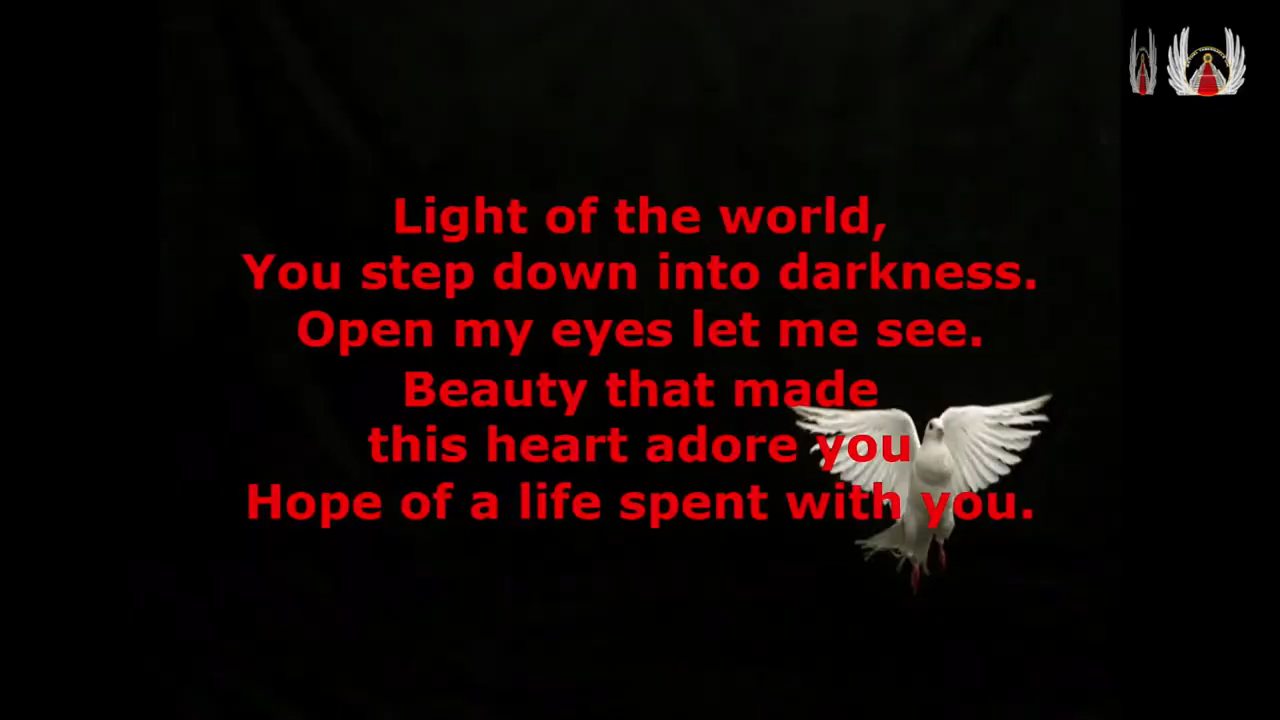 Light of the world,
You step down into darkness.
Open my eyes let me see.
Beauty that made
this heart adore you
Hope of a life spent with you.